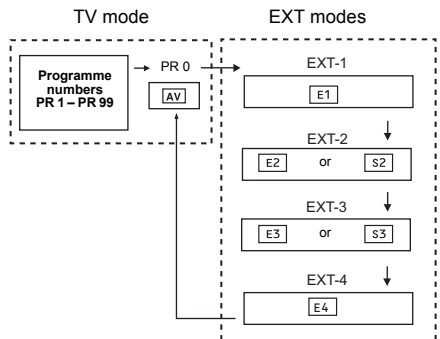 TV mode
EXT modes
Programme
numbers
PR 1 – PR 99
PR 0
AV
EXT-1
E1
EXT-2
E2 or S2
EXT-3
E3 or S3
EXT-4
E4